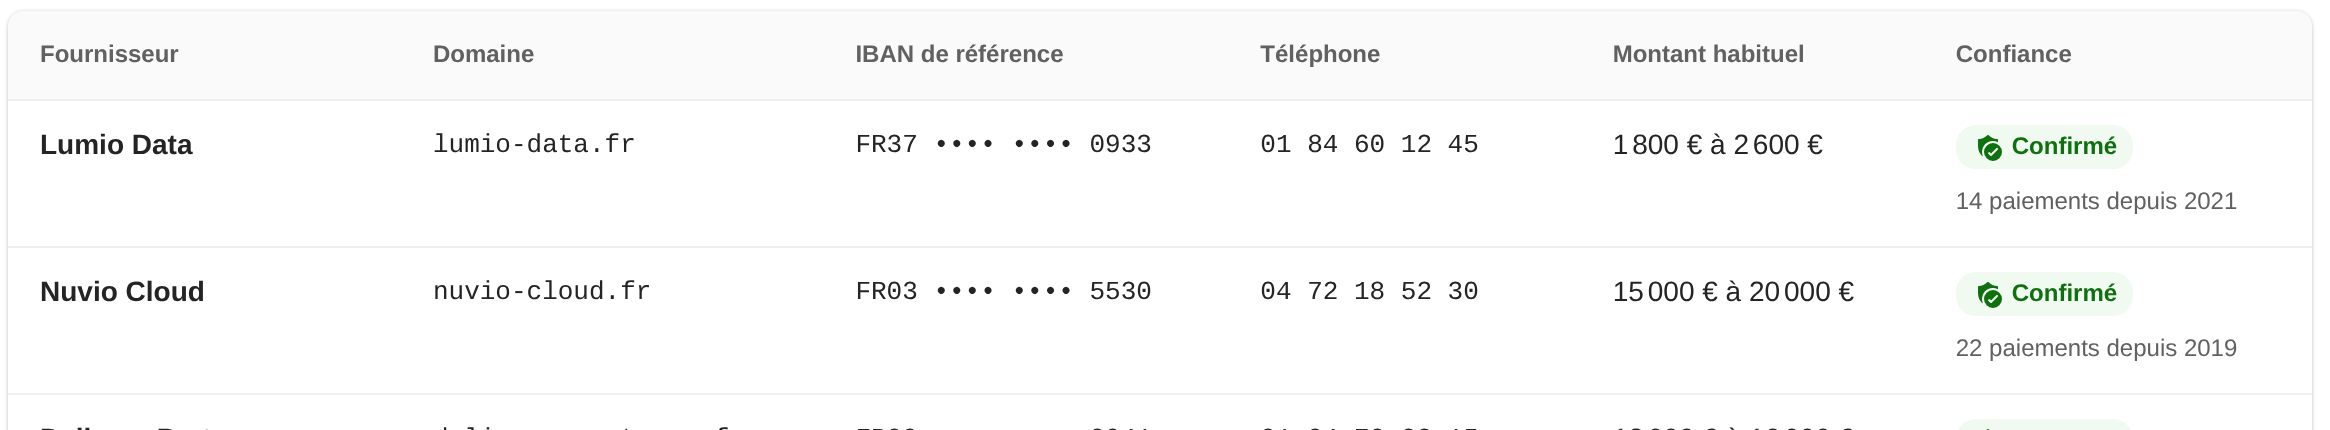 Fournisseur Domaine IBAN de référence Téléphone Montant habituel Confiance
Lumio Data lumio-data.fr FR37 •••• •••• 0933 01 84 60 12 45 1 800 € à 2 600 € Confirmé
14 paiements depuis 2021
Nuvio Cloud nuvio-cloud.fr FR03 •••• •••• 5530 04 72 18 52 30 15 000 € à 20 000 € Confirmé
22 paiements depuis 2019